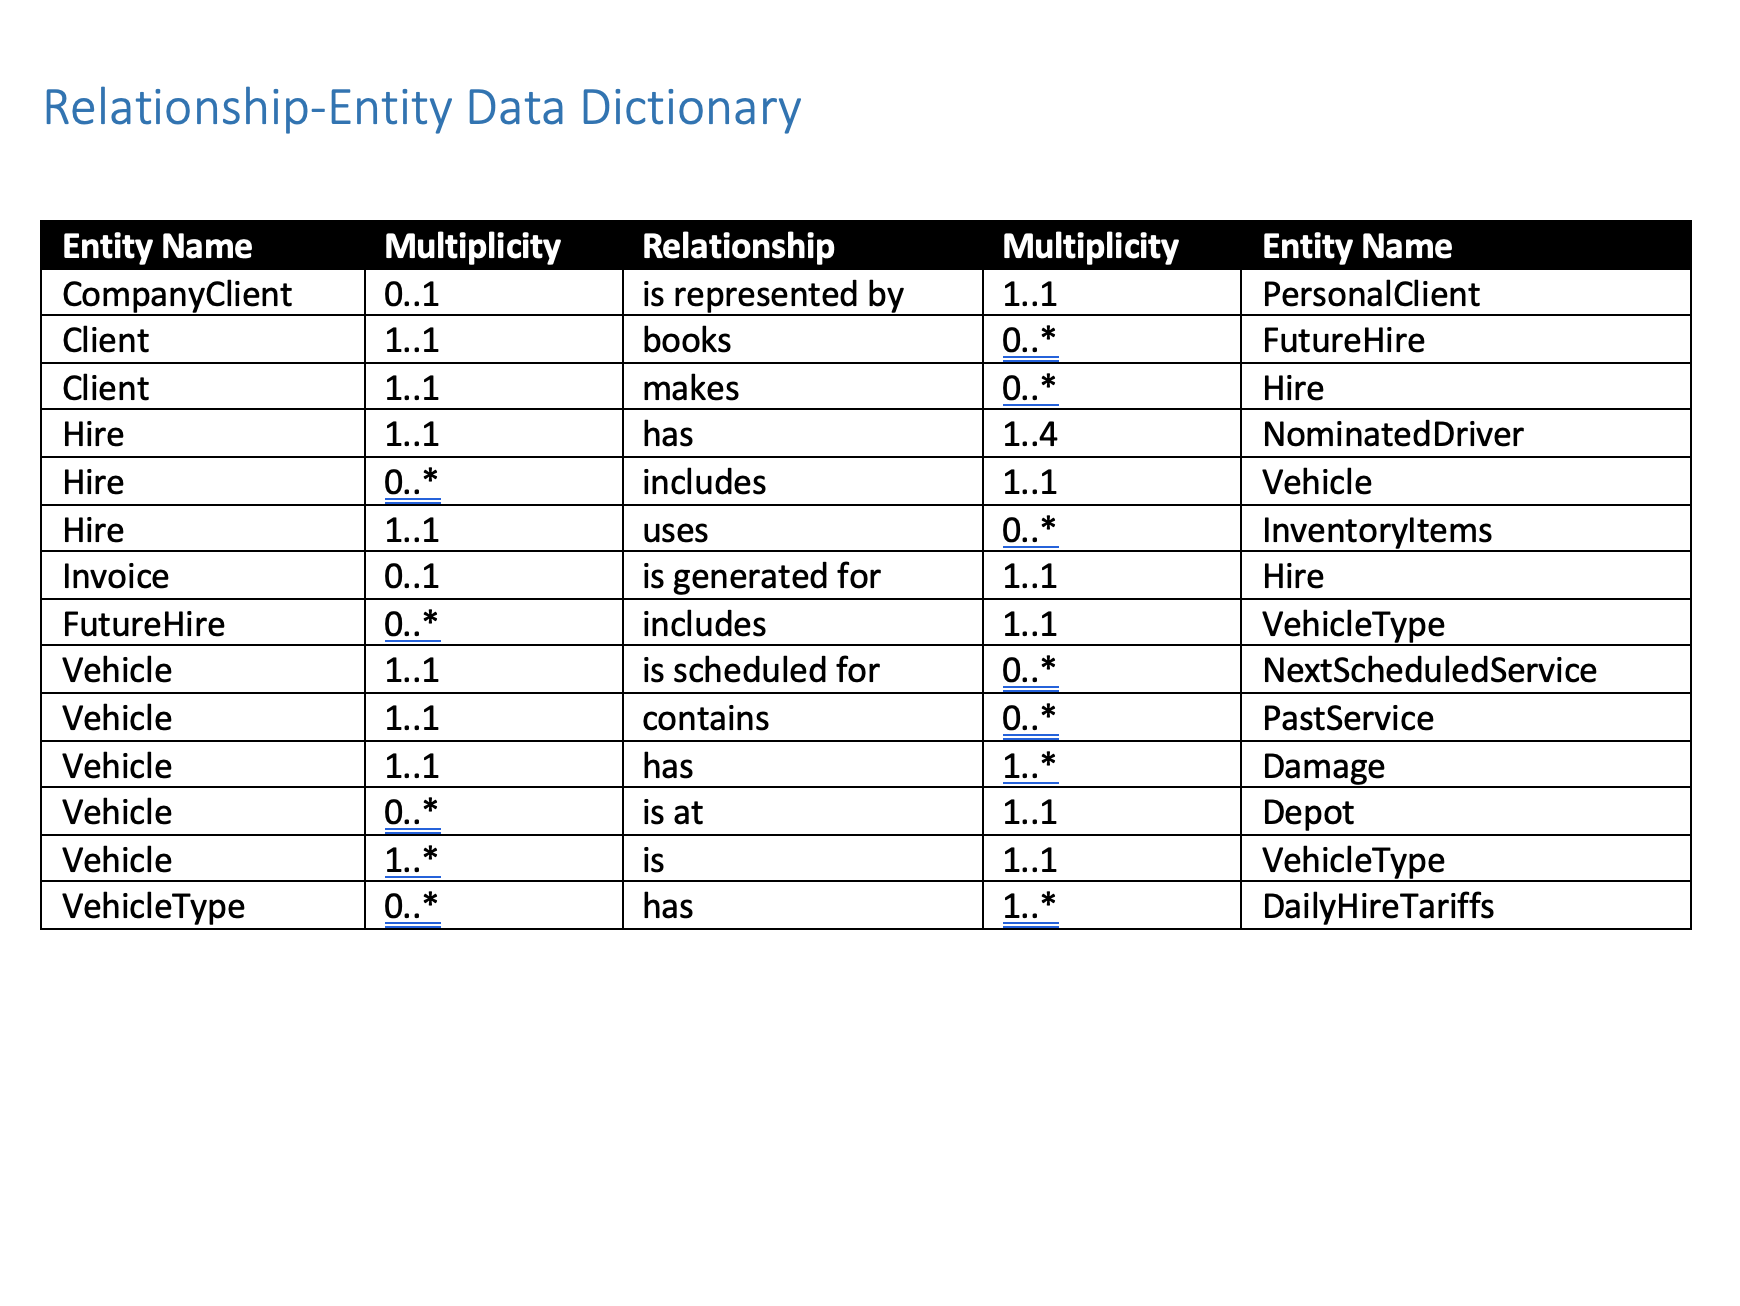 Relationship-Entity Data Dictionary
Entity Name Multiplicity Relationship Multiplicity Entity Name
CompanyClient 0..1 is represented by 1..1 PersonalClient
Client 1..1 books 0..* FutureHire
Client 1..1 makes 0..* Hire
Hire 1..1 has 1..4 NominatedDriver
Hire 0..* includes 1..1 Vehicle
Hire 1..1 uses 0..* InventoryItems
Invoice 0..1 is generated for 1..1 Hire
FutureHire 0..* includes 1..1 VehicleType
Vehicle 1..1 is scheduled for 0..* NextScheduledService
Vehicle 1..1 contains 0..* PastService
Vehicle 1..1 has 1..* Damage
Vehicle 0..* is at 1..1 Depot
Vehicle 1..* is 1..1 VehicleType
VehicleType 0..* has 1..* DailyHireTariffs